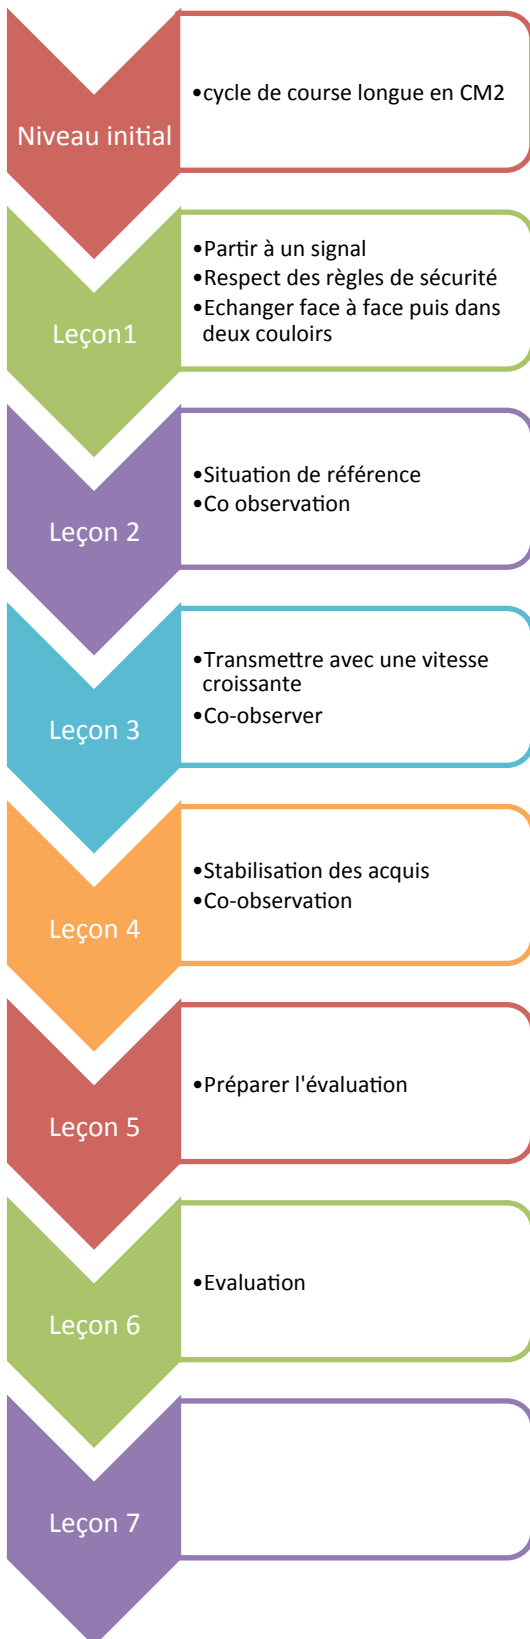 Niveau initial
•cycle de course longue en CM2
Leçon1
•Partir à un signal
•Respect des règles de sécurité
•Echanger face à face puis dans
deux couloirs
Leçon 2
•Situation de référence
•Co observation
Leçon 3
•Transmettre avec une vitesse
croissante
•Co-observer
Leçon 4
•Stabilisation des acquis
•Co-observation
Leçon 5
•Préparer l'évaluation
Leçon 6
•Evaluation
Leçon 7